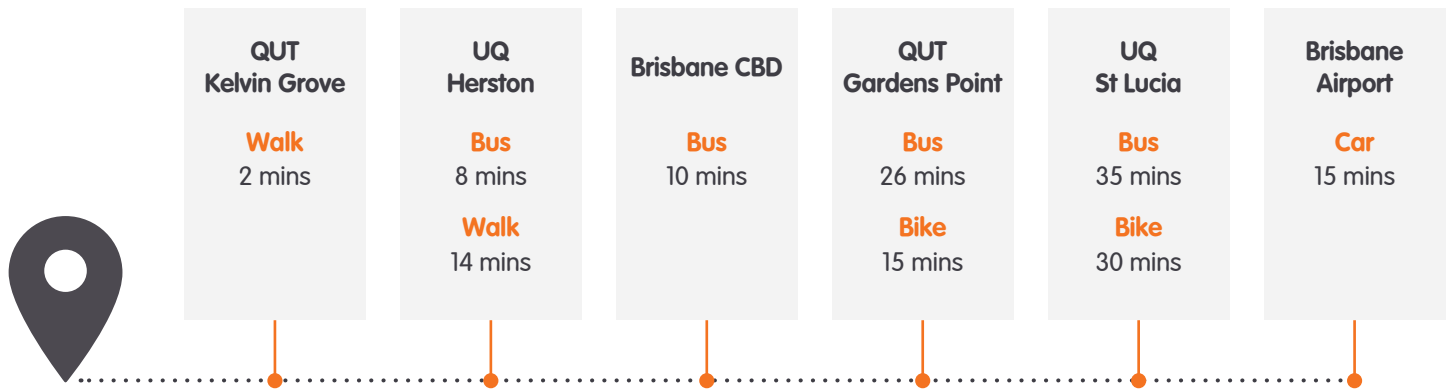 QUT
Kelvin Grove
Walk
2 mins
UQ
Herston
Bus
8 mins
Walk
14 mins
Brisbane CBD
Bus
10 mins
QUT
Gardens Point
Bus
26 mins
Bike
15 mins
UQ
St Lucia
Bus
35 mins
Bike
30 mins
Brisbane
Airport
Car
15 mins